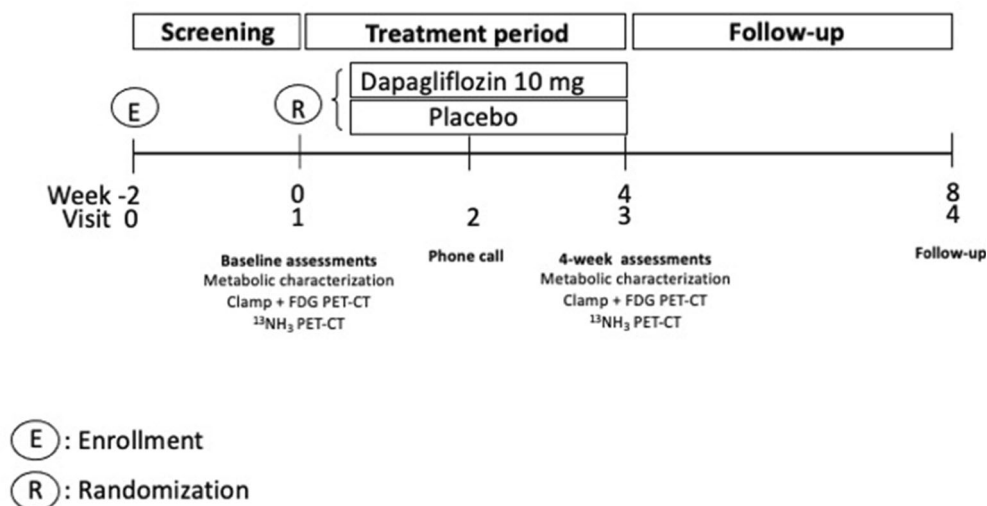 Screening Treatment period Follow-up
Dapagliflozin 10 mg
E R
Placebo
Week -2 0 4 8
Visit 0 1 2 3 4
Baseline assessments Phone call 4-week assessments Follow-up
Metabolic characterization Metabolic characterization
Clamp + FDG PET-CT Clamp + FDG PET-CT
¹³NH₃ PET-CT ¹³NH₃ PET-CT
E : Enrollment
R : Randomization